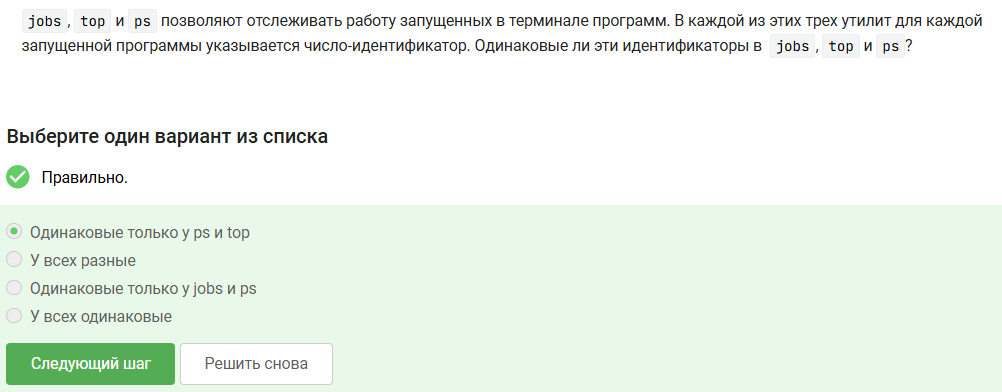 jobs , top и ps позволяют отслеживать работу запущенных в терминале программ. В каждой из этих трех утилит для каждой
запущенной программы указывается число-идентификатор. Одинаковые ли эти идентификаторы в jobs , top и ps ?
Выберите один вариант из списка
Правильно.
Одинаковые только у ps и top
У всех разные
Одинаковые только у jobs и ps
У всех одинаковые
Следующий шаг Решить снова